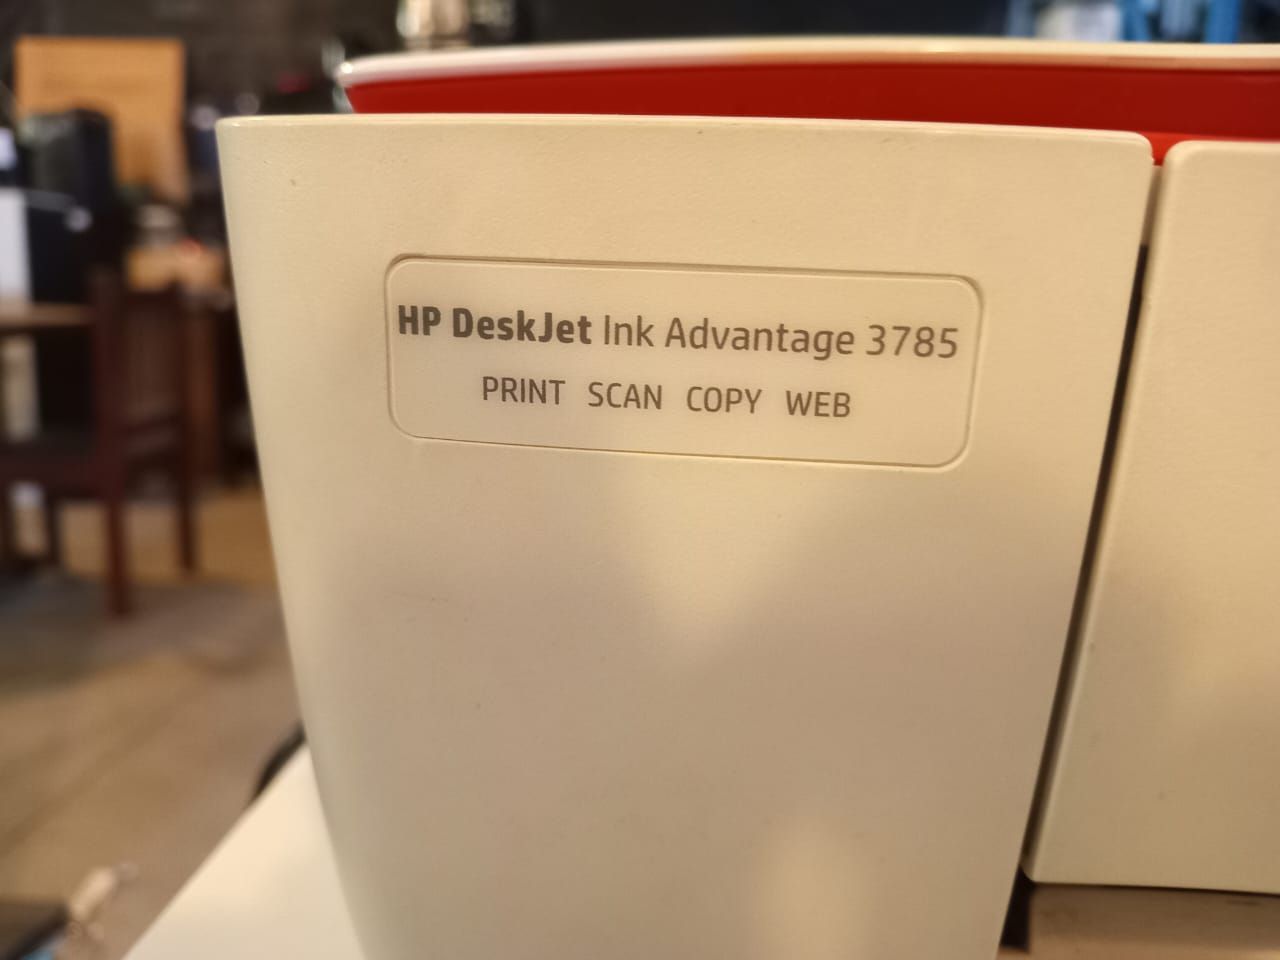 HP DeskJet Ink Advantage 3785
PRINT SCAN COPY WEB